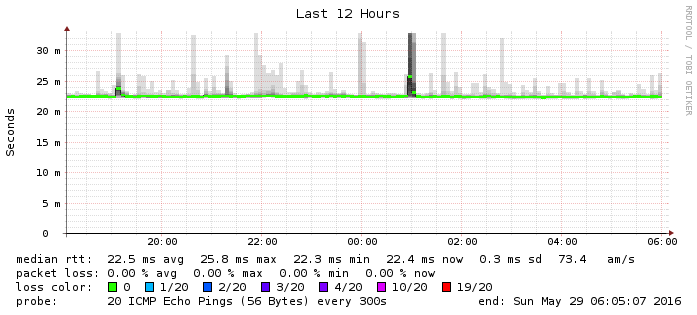 Last 12 Hours
RRDTOOL / TOBI OETIKER
Seconds
30 m
25 m
20 m
15 m
10 m
5 m
0
20:00 22:00 00:00 02:00 04:00 06:00
median rtt: 22.5 ms avg 25.8 ms max 22.3 ms min 22.4 ms now 0.3 ms sd 73.4 am/s
packet loss: 0.00 % avg 0.00 % max 0.00 % min 0.00 % now
loss color: 0 1/20 2/20 3/20 4/20 10/20 19/20
probe: 20 ICMP Echo Pings (56 Bytes) every 300s end: Sun May 29 06:05:07 2016